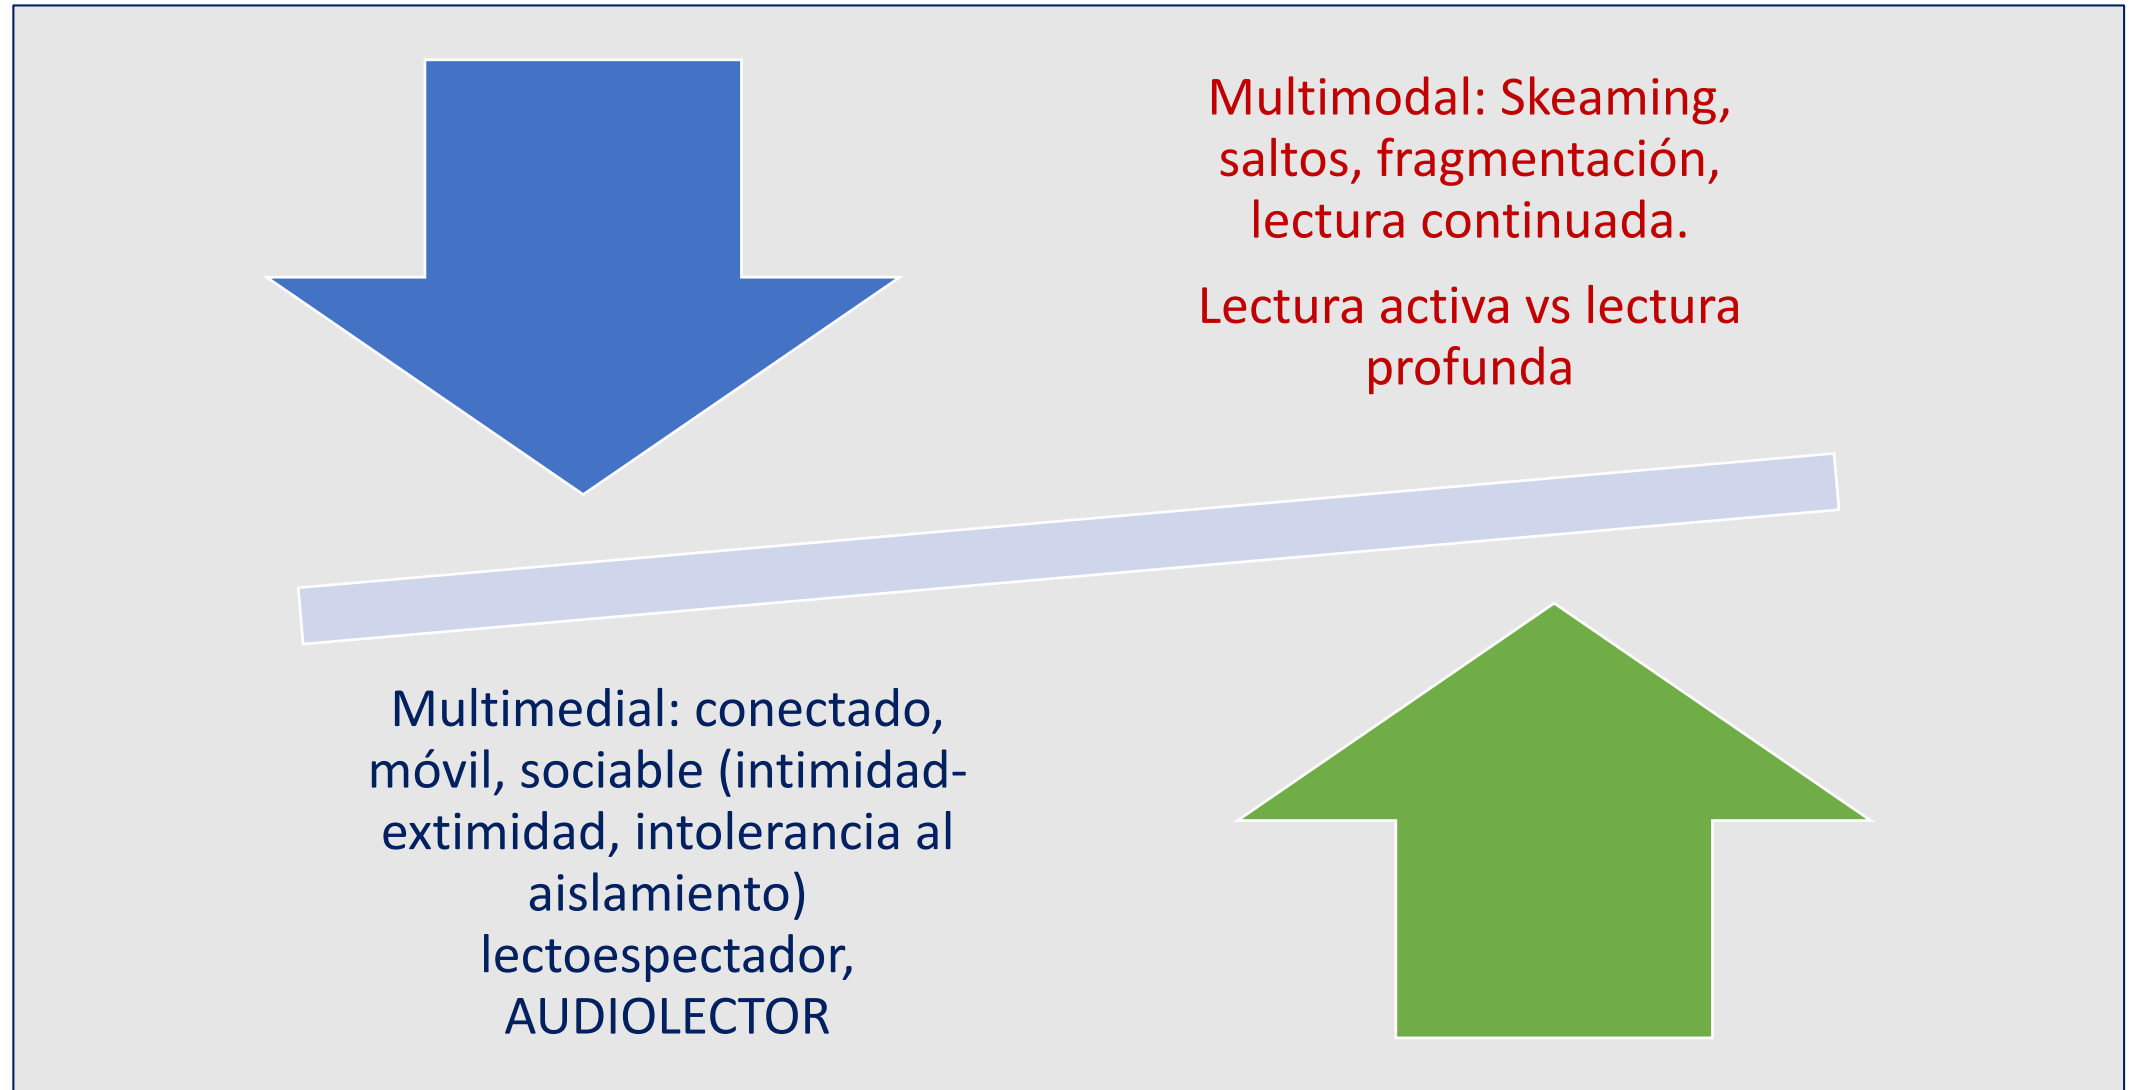 Multimodal: Skeaming,
saltos, fragmentación,
lectura continuada.
Lectura activa vs lectura
profunda
Multimedial: conectado,
móvil, sociable (intimidad-
extimidad, intolerancia al
aislamiento)
lectoespectador,
AUDIOLECTOR